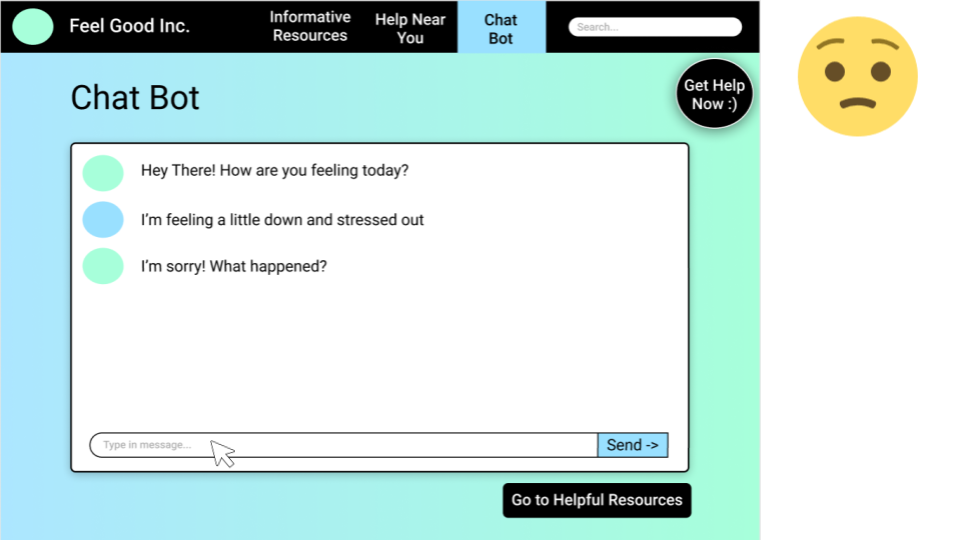 Feel Good Inc.
Informative
Resources
Help Near
You
Chat
Bot
Search...
Chat Bot
Get Help
Now :)
Hey There! How are you feeling today?
I'm feeling a little down and stressed out
I'm sorry! What happened?
Type in message...
Send ->
Go to Helpful Resources